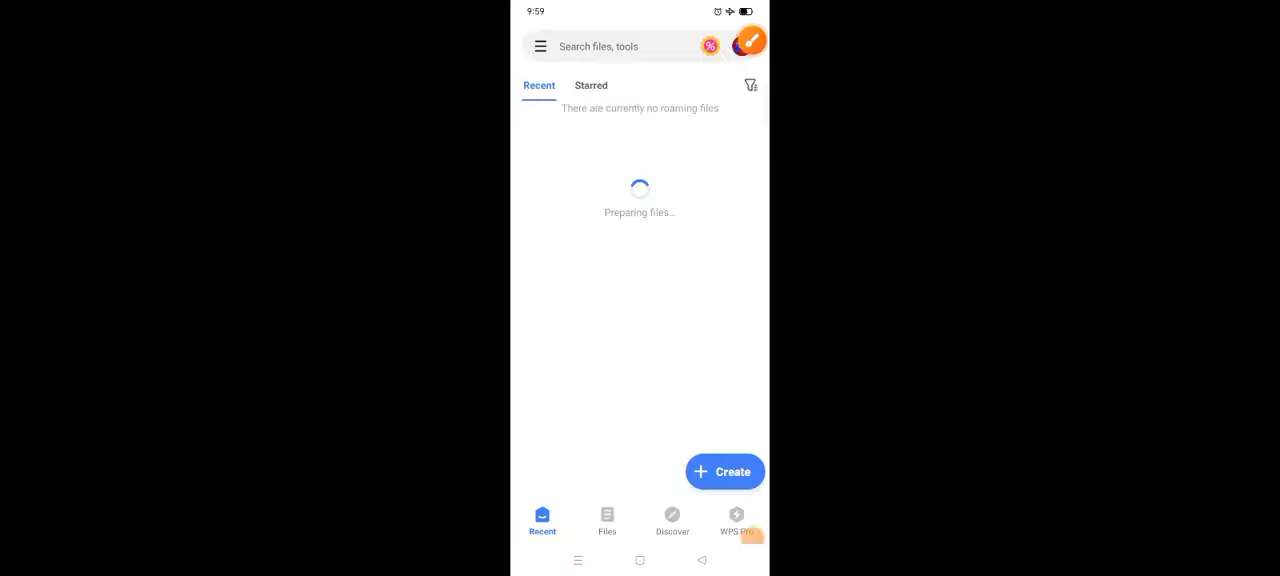 9:59
Search files, tools
%
Recent
Starred
There are currently no roaming files
Preparing files...
+ Create
Recent
Files
Discover
WPS Pro